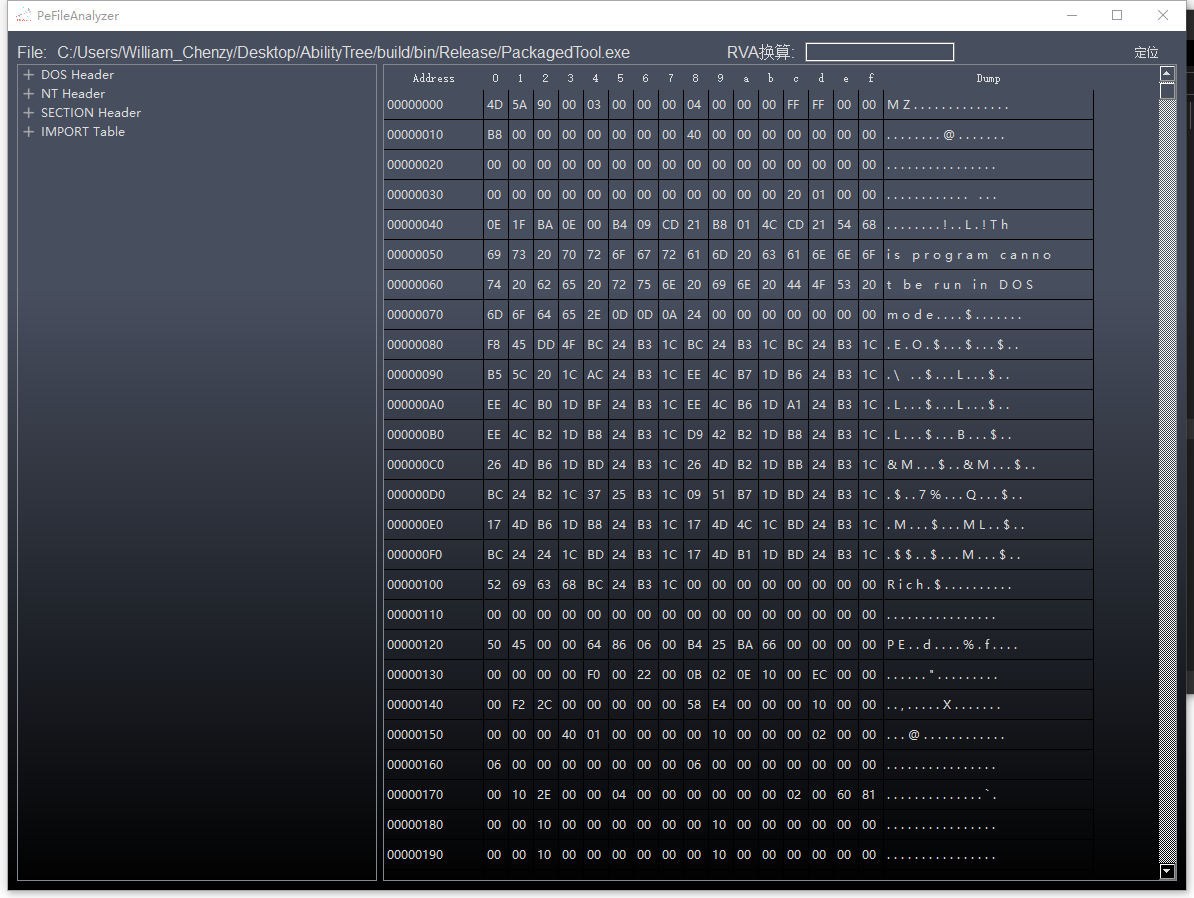 PeFileAnalyzer
File: C:/Users/William_Chenzy/Desktop/AbilityTree/build/bin/Release/PackagedTool.exe RVA换算: 定位
DOS Header
NT Header
SECTION Header
IMPORT Table
Address 0 1 2 3 4 5 6 7 8 9 a b c d e f Dump
00000000 4D 5A 90 00 03 00 00 00 04 00 00 00 FF FF 00 00 MZ..............
00000010 B8 00 00 00 00 00 00 00 40 00 00 00 00 00 00 00 ........@.......
00000020 00 00 00 00 00 00 00 00 00 00 00 00 00 00 00 00 ................
00000030 00 00 00 00 00 00 00 00 00 00 00 00 20 01 00 00 ............ ...
00000040 0E 1F BA 0E 00 B4 09 CD 21 B8 01 4C CD 21 54 68 ........!..L.!Th
00000050 69 73 20 70 72 6F 67 72 61 6D 20 63 61 6E 6E 6F is program canno
00000060 74 20 62 65 20 72 75 6E 20 69 6E 20 44 4F 53 20 t be run in DOS
00000070 6D 6F 64 65 2E 0D 0D 0A 24 00 00 00 00 00 00 00 mode....$.......
00000080 F8 45 DD 4F BC 24 B3 1C BC 24 B3 1C BC 24 B3 1C .E.O.$...$...$..
00000090 B5 5C 20 1C AC 24 B3 1C EE 4C B7 1D B6 24 B3 1C .\ ..$...L...$..
000000A0 EE 4C B0 1D BF 24 B3 1C EE 4C B6 1D A1 24 B3 1C .L...$...L...$..
000000B0 EE 4C B2 1D B8 24 B3 1C D9 42 B2 1D B8 24 B3 1C .L...$...B...$..
000000C0 26 4D B6 1D BD 24 B3 1C 26 4D B2 1D BB 24 B3 1C &M...$..&M...$..
000000D0 BC 24 B2 1C 37 25 B3 1C 09 51 B7 1D BD 24 B3 1C .$..7%...Q...$..
000000E0 17 4D B6 1D B8 24 B3 1C 17 4D 4C 1C BD 24 B3 1C .M...$...ML..$..
000000F0 BC 24 24 1C BD 24 B3 1C 17 4D B1 1D BD 24 B3 1C .$$..$...M...$..
00000100 52 69 63 68 BC 24 B3 1C 00 00 00 00 00 00 00 00 Rich.$..........
00000110 00 00 00 00 00 00 00 00 00 00 00 00 00 00 00 00 ................
00000120 50 45 00 00 64 86 06 00 B4 25 BA 66 00 00 00 00 PE..d....%.f....
00000130 00 00 00 00 F0 00 22 00 0B 02 0E 10 00 EC 00 00 ......".........
00000140 00 F2 2C 00 00 00 00 00 58 E4 00 00 00 10 00 00 ..,.....X.......
00000150 00 00 00 40 01 00 00 00 00 10 00 00 00 02 00 00 ...@............
00000160 06 00 00 00 00 00 00 00 06 00 00 00 00 00 00 00 ................
00000170 00 10 2E 00 00 04 00 00 00 00 00 00 02 00 60 81 ..............`.
00000180 00 00 10 00 00 00 00 00 00 10 00 00 00 00 00 00 ................
00000190 00 00 10 00 00 00 00 00 00 10 00 00 00 00 00 00 ................